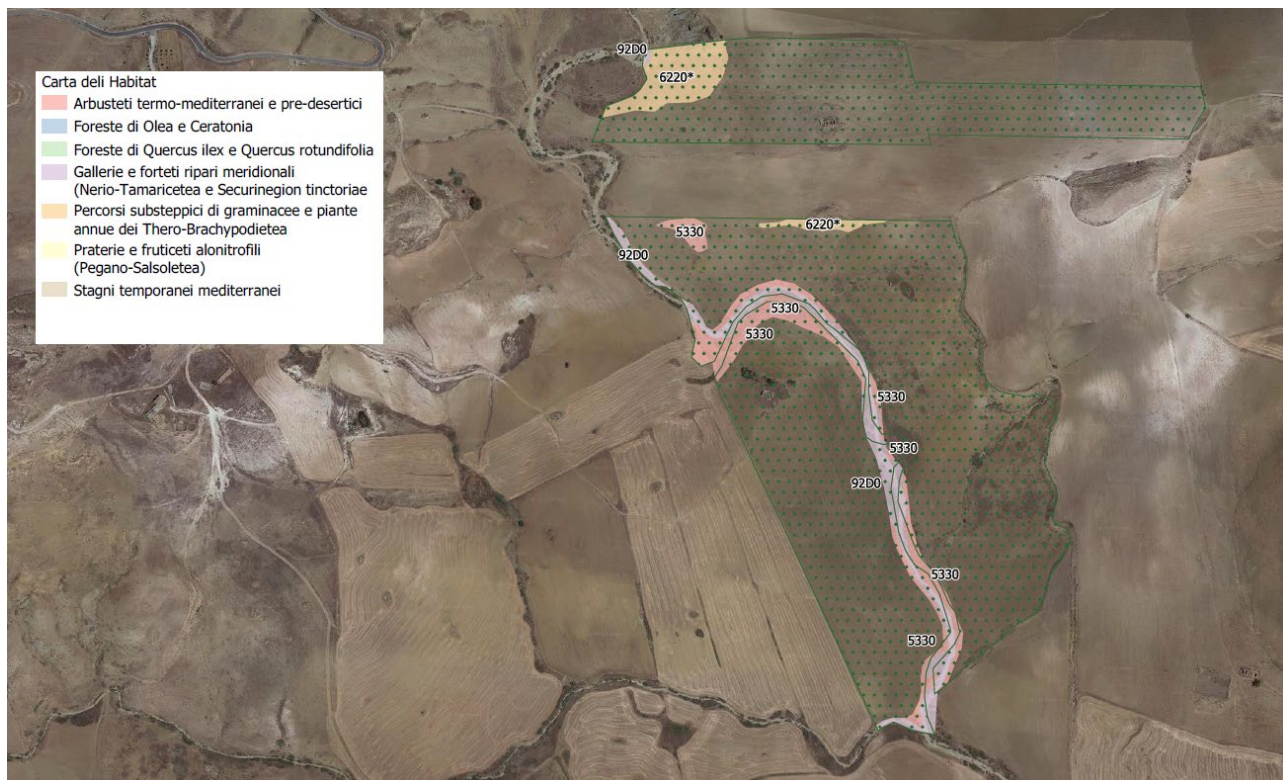 Carta deli Habitat
Arbusteti termo-mediterranei e pre-desertici
Foreste di Olea e Ceratonia
Foreste di Quercus ilex e Quercus rotundifolia
Gallerie e forteti ripari meridionali
(Nerio-Tamaricetea e Securinegion tinctoriae
Percorsi substeppici di graminacee e piante
annue dei Thero-Brachypodietea
Praterie e fruticeti alonitrofili
(Pegano-Salsoletea)
Stagni temporanei mediterranei
92D0
6220*
6220*
5330
92D0
5330
5330
5330
5330
92D0
5330
5330